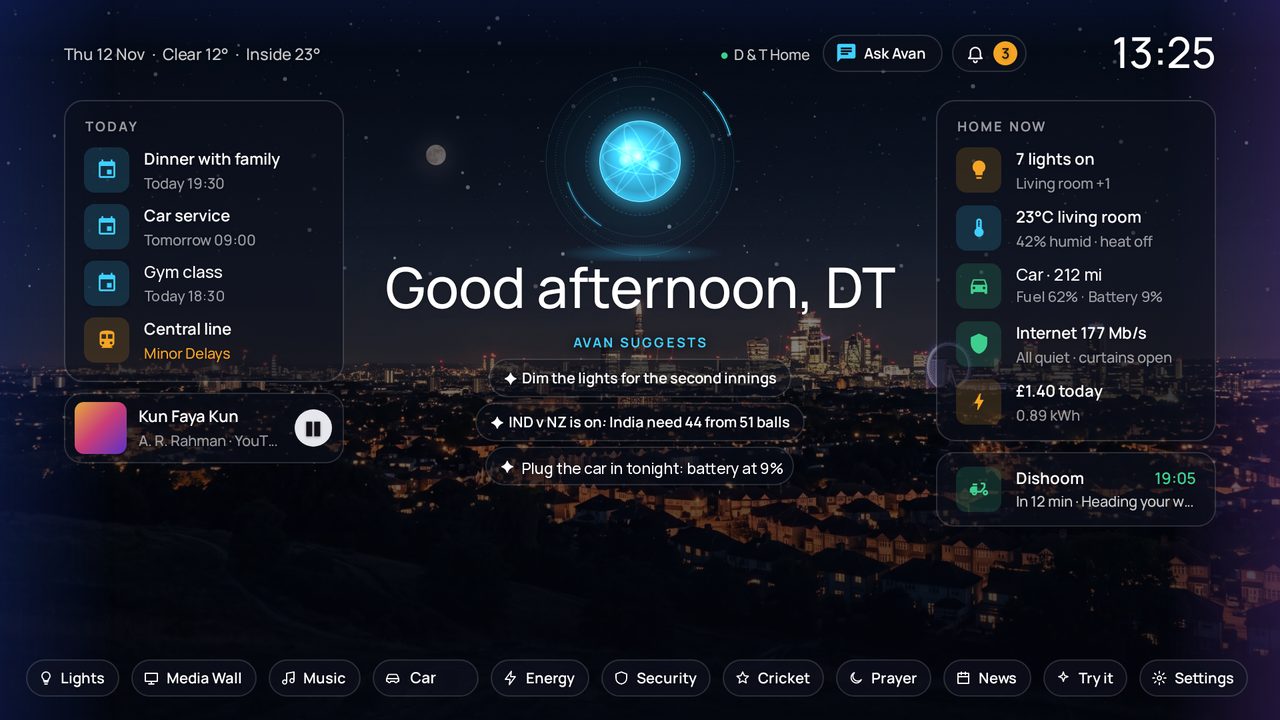 Thu 12 Nov · Clear 12° · Inside 23°
D & T Home
Ask Avan
3
13:25
TODAY
Dinner with family
Today 19:30
Car service
Tomorrow 09:00
Gym class
Today 18:30
Central line
Minor Delays
Kun Faya Kun
A. R. Rahman · YouT...
Good afternoon, DT
AVAN SUGGESTS
Dim the lights for the second innings
IND v NZ is on: India need 44 from 51 balls
Plug the car in tonight: battery at 9%
HOME NOW
7 lights on
Living room +1
23°C living room
42% humid · heat off
Car · 212 mi
Fuel 62% · Battery 9%
Internet 177 Mb/s
All quiet · curtains open
£1.40 today
0.89 kWh
Dishoom 19:05
In 12 min · Heading your w...
Lights
Media Wall
Music
Car
Energy
Security
Cricket
Prayer
News
Try it
Settings